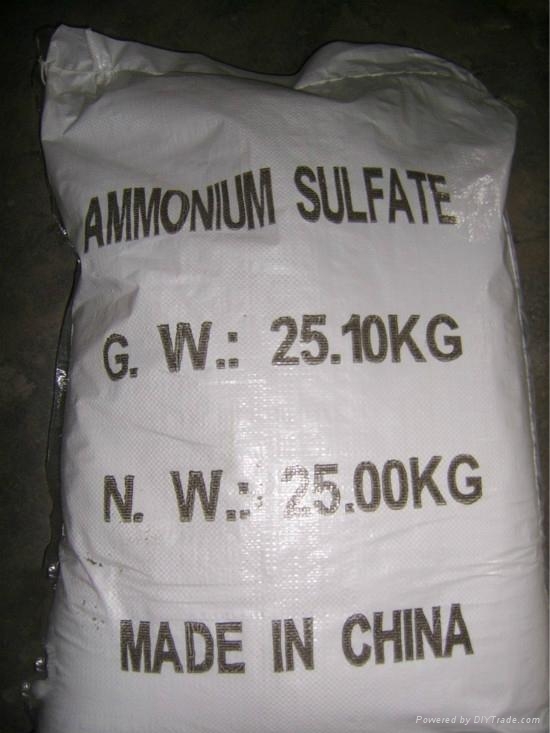 AMMONIUM SULFATE
G. W.: 25.10KG
N. W.: 25.00KG
MADE IN CHINA
Powered by DIYTrade.com